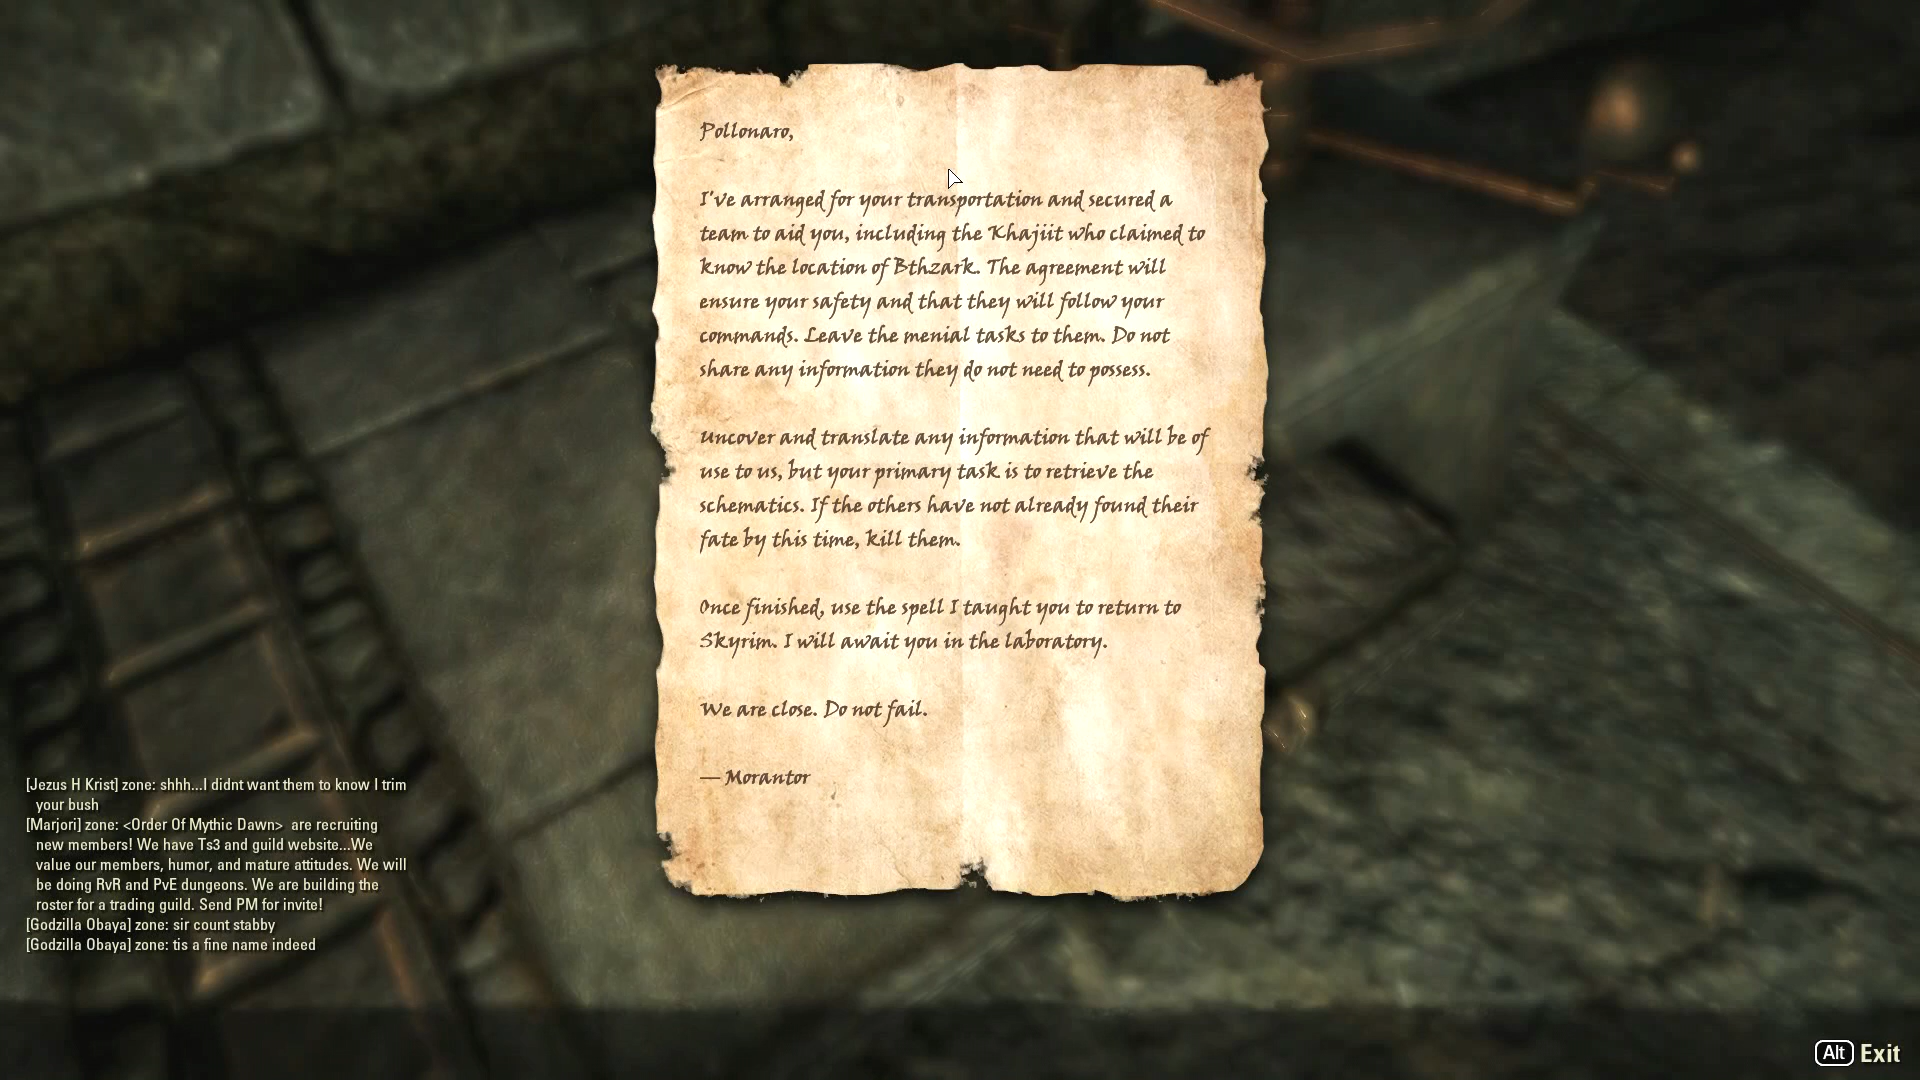 Pollonaro,
I've arranged for your transportation and secured a
team to aid you, including the Khajiit who claimed to
know the location of Bthzark. The agreement will
ensure your safety and that they will follow your
commands. Leave the menial tasks to them. Do not
share any information they do not need to possess.
Uncover and translate any information that will be of
use to us, but your primary task is to retrieve the
schematics. If the others have not already found their
fate by this time, kill them.
Once finished, use the spell I taught you to return to
Skyrim. I will await you in the laboratory.
We are close. Do not fail.
— Morantor
[Jezus H Krist] zone: shhh...I didnt want them to know I trim
your bush
[Marjori] zone: <Order Of Mythic Dawn> are recruiting
new members! We have Ts3 and guild website...We
value our members, humor, and mature attitudes. We will
be doing RvR and PvE dungeons. We are building the
roster for a trading guild. Send PM for invite!
[Godzilla Obaya] zone: sir count stabby
[Godzilla Obaya] zone: tis a fine name indeed
Alt Exit